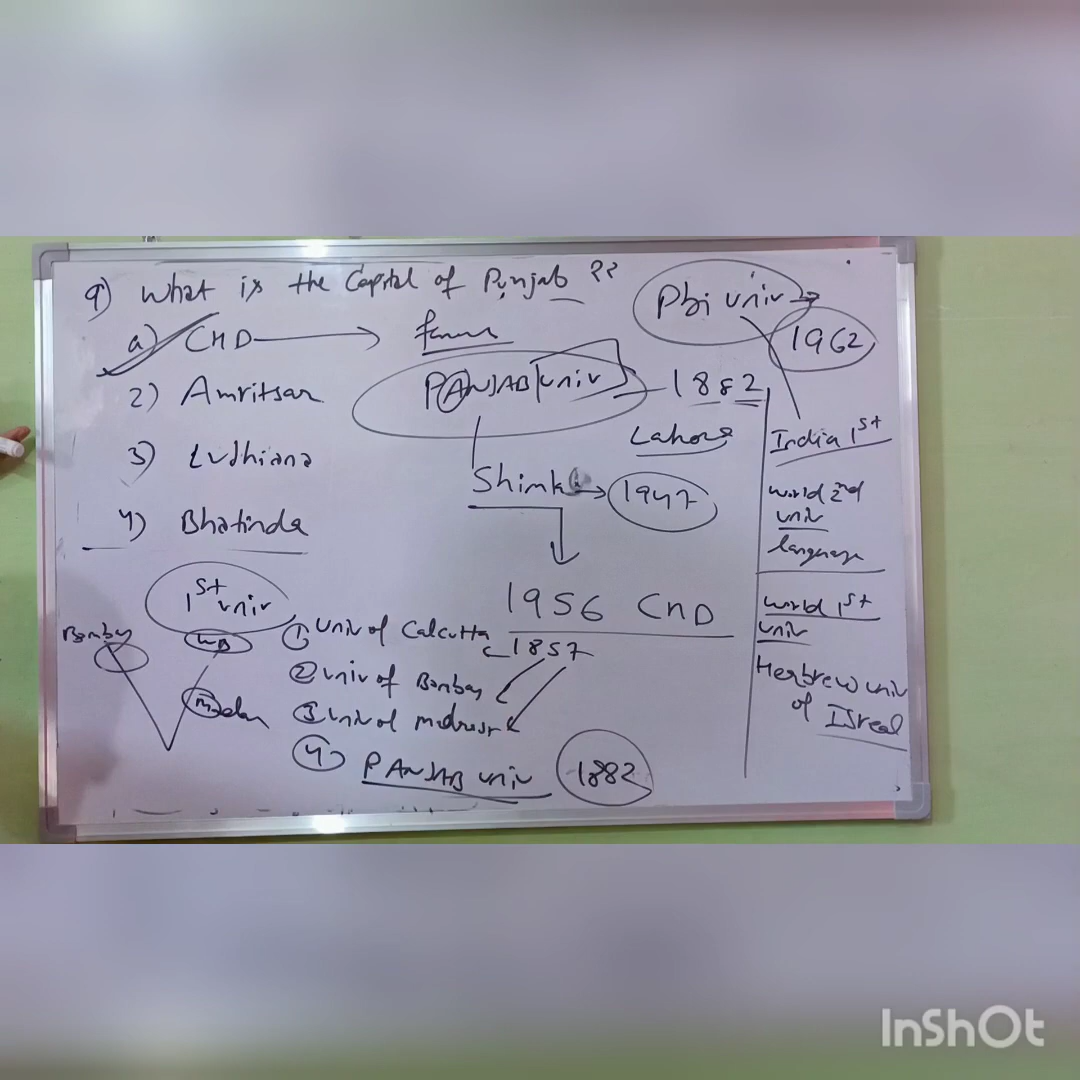 Q) What is the Capital of Punjab ??
a) CHD
2) Amritsar
3) Ludhiana
4) Bhatinda
PANJAB univ
1882
Lahore
Shimla
1947
1956 CHD
Pbi univ
1962
India 1st
world 2nd
univ
language
world 1st
univ
Herbrew univ
of ISreal
1st univ
Bombay
WB
1) univ of Calcutta
1857
2) univ of Bombay
3) univ of
4) PANJAB univ
1882
InShOt